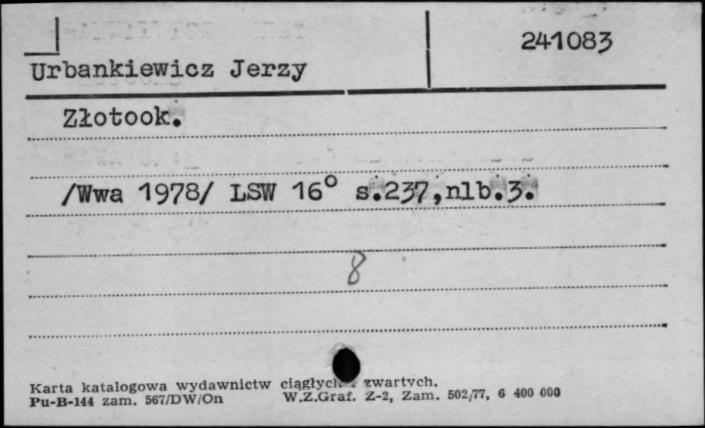 241083
Urbankiewicz Jerzy
Złotook.
/Wwa 1978/ LSW 16° s.237,nlb.3.
8
Karta katalogowa wydawnictw ciągłych i zwartych.
Pu-B-144 zam. 567/DW/On W.Z.Graf. Z-2, Zam. 502/77, 6 400 000